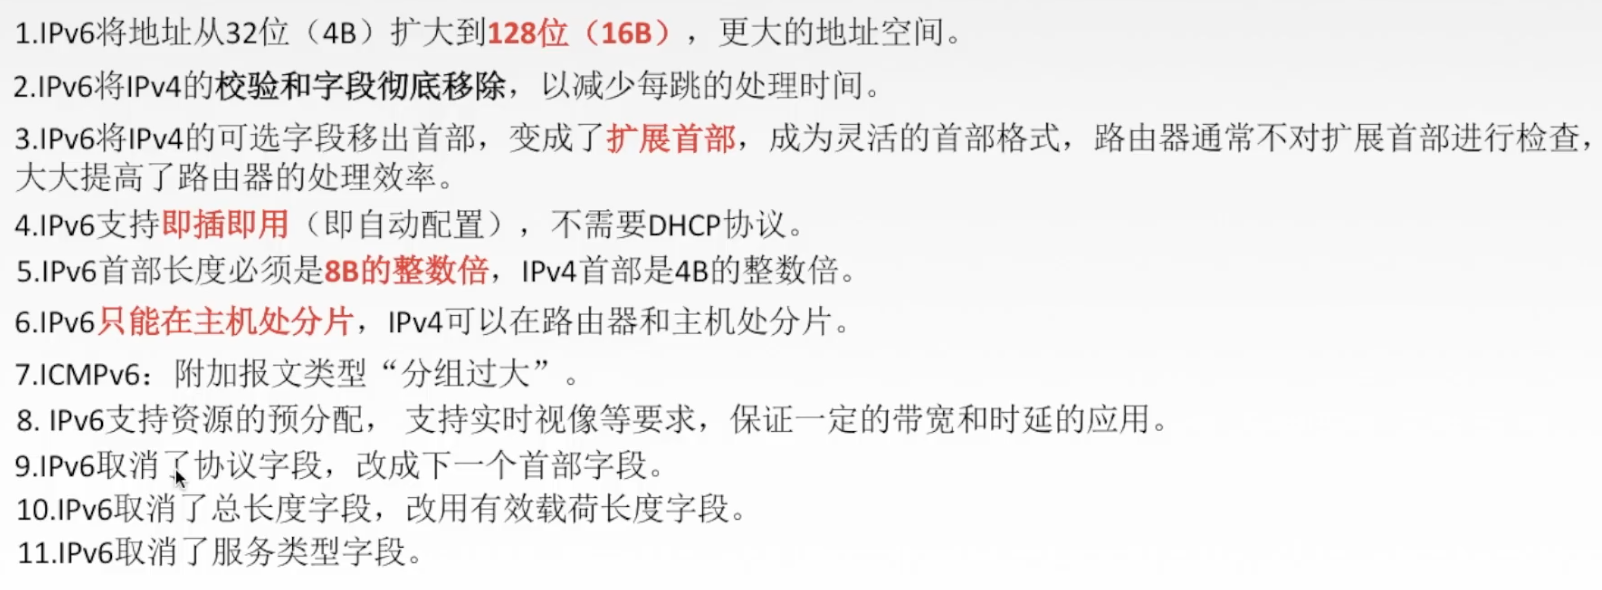 1.IPv6将地址从32位（4B）扩大到128位（16B），更大的地址空间。
2.IPv6将IPv4的校验和字段彻底移除，以减少每跳的处理时间。
3.IPv6将IPv4的可选字段移出首部，变成了扩展首部，成为灵活的首部格式，路由器通常不对扩展首部进行检查，
大大提高了路由器的处理效率。
4.IPv6支持即插即用（即自动配置），不需要DHCP协议。
5.IPv6首部长度必须是8B的整数倍，IPv4首部是4B的整数倍。
6.IPv6只能在主机处分片，IPv4可以在路由器和主机处分片。
7.ICMPv6：附加报文类型“分组过大”。
8. IPv6支持资源的预分配， 支持实时视像等要求，保证一定的带宽和时延的应用。
9.IPv6取消了协议字段，改成下一个首部字段。
10.IPv6取消了总长度字段，改用有效载荷长度字段。
11.IPv6取消了服务类型字段。